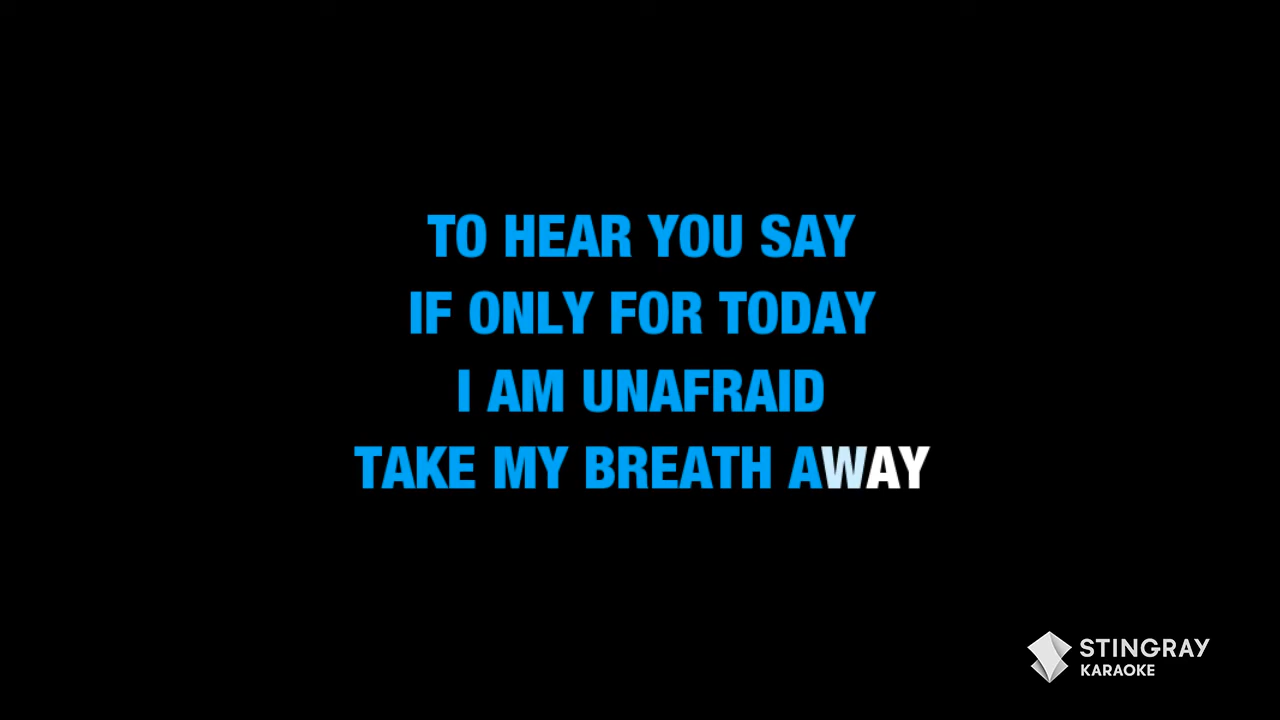 TO HEAR YOU SAY
IF ONLY FOR TODAY
I AM UNAFRAID
TAKE MY BREATH AWAY
STINGRAY
KARAOKE